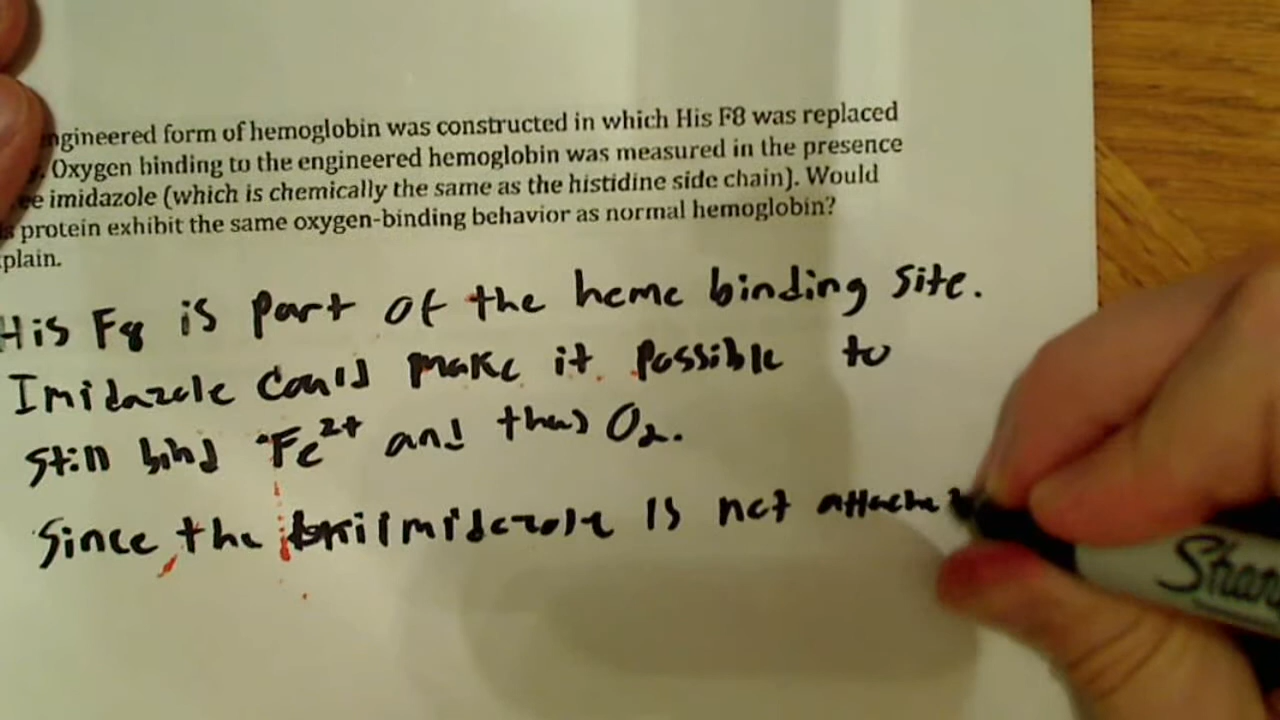 ngineered form of hemoglobin was constructed in which His F8 was replaced
Oxygen binding to the engineered hemoglobin was measured in the presence
ee imidazole (which is chemically the same as the histidine side chain). Would
s protein exhibit the same oxygen-binding behavior as normal hemoglobin?
plain.
His F8 is part of the heme binding site.
Imidazole could make it possible to
still bind Fe2+ and thus O2.
Since the imidazole is not attache
Shar